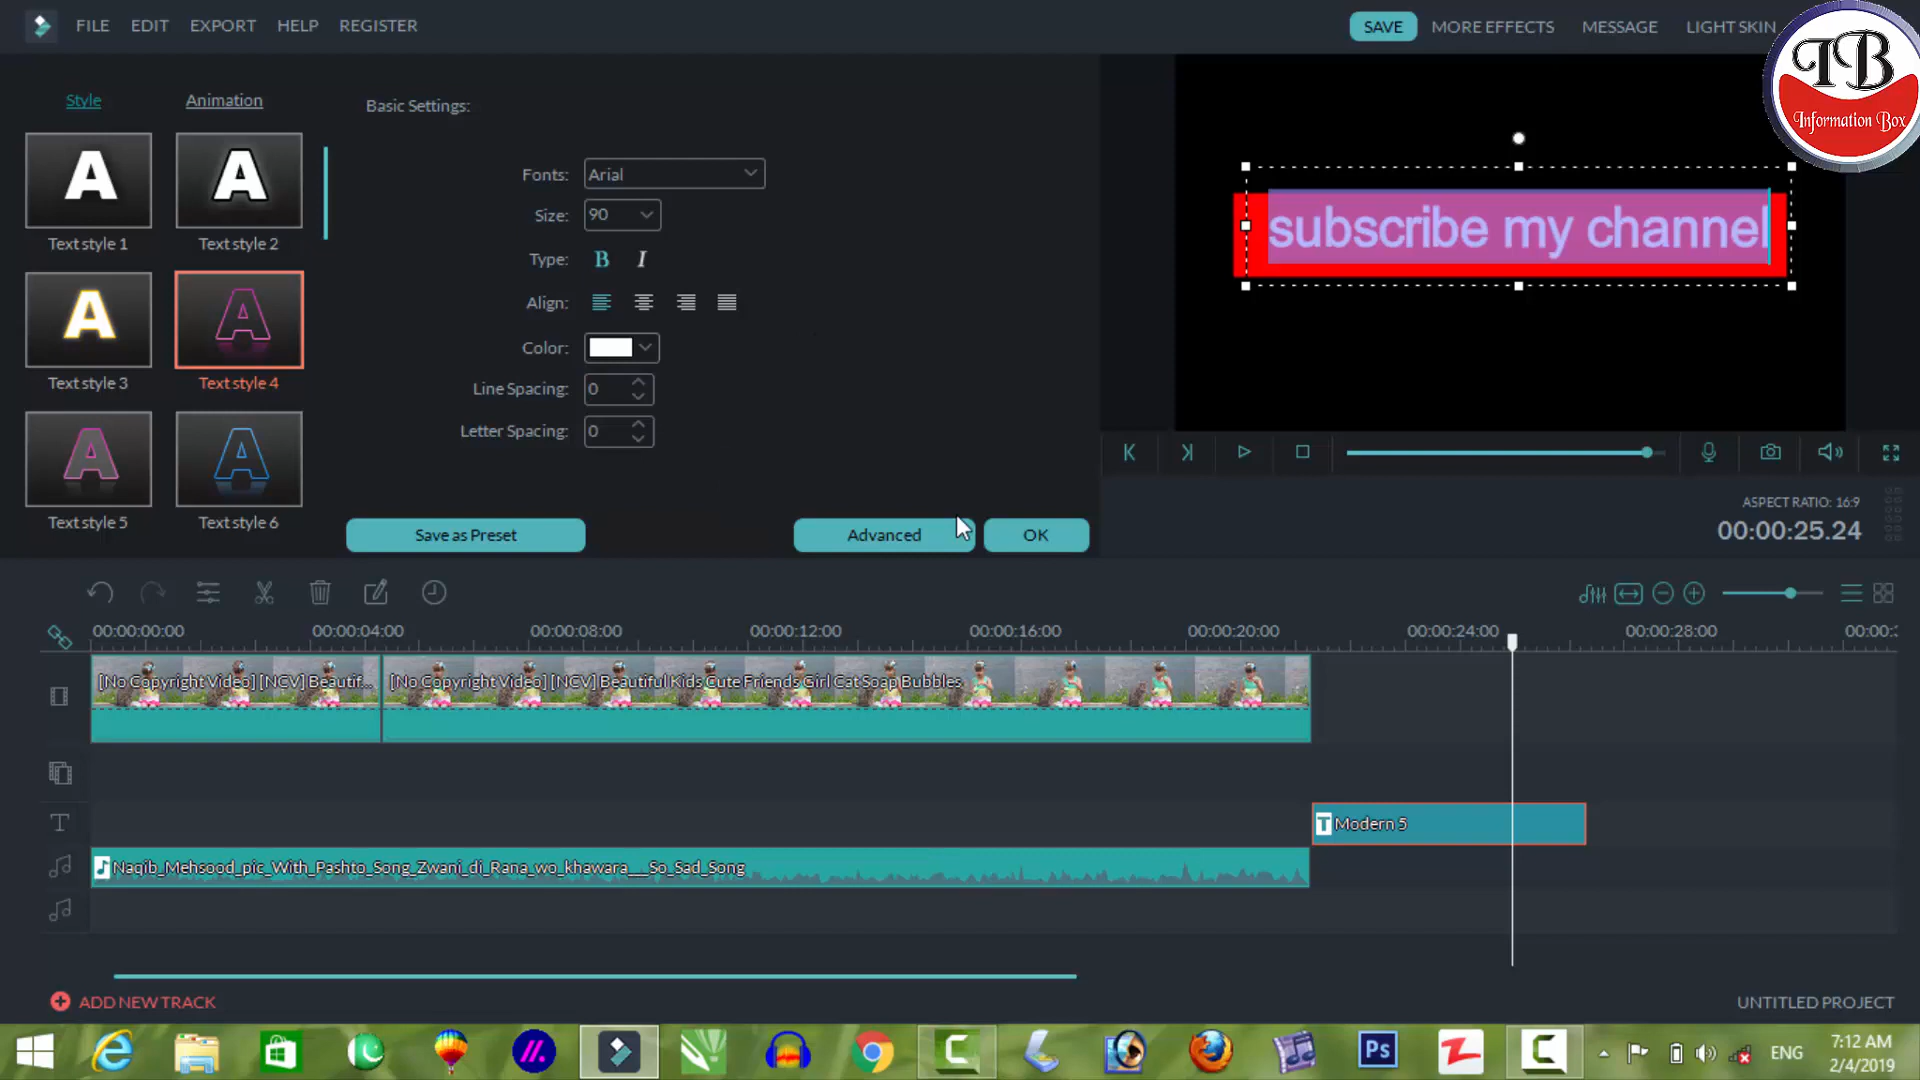 FILE EDIT EXPORT HELP REGISTER
SAVE MORE EFFECTS MESSAGE LIGHT SKIN
TB
Information Box
Style Animation
Basic Settings:
Text style 1 Text style 2
Text style 3 Text style 4
Text style 5 Text style 6
Fonts: Arial
Size: 90
Type: B I
Align:
Color:
Line Spacing: 0
Letter Spacing: 0
Save as Preset Advanced OK
subscribe my channel
ASPECT RATIO: 16:9
00:00:25.24
00:00:00:00 00:00:04:00 00:00:08:00 00:00:12:00 00:00:16:00 00:00:20:00 00:00:24:00 00:00:28:00 00:00:
[No Copyright Video] [NCV] Beautif... [No Copyright Video] [NCV] Beautiful Kids Cute Friends Girl Cat Soap Bubbles
T Modern 5
Naqib_Mehsood_pic_With_Pashto_Song_Zwani_di_Rana_wo_khawara__So_Sad_Song
ADD NEW TRACK UNTITLED PROJECT
Ps ENG 7:12 AM
2/4/2019